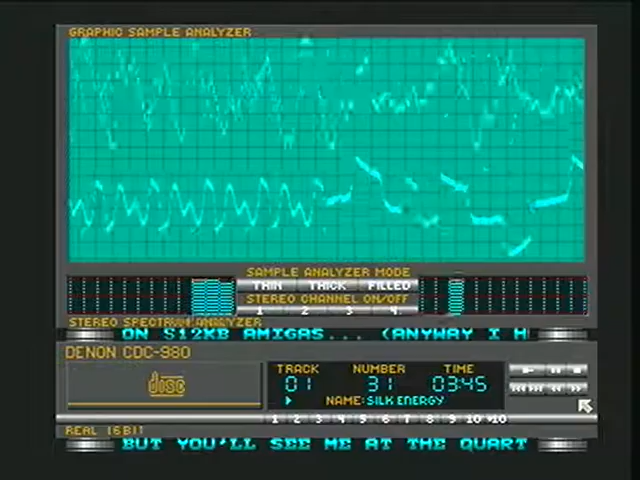 GRAPHIC SAMPLE ANALYZER
SAMPLE ANALYZER MODE
THIN THICK FILLED
STEREO CHANNEL ON/OFF
1 2 3 4
STEREO SPECTRUM ANALYZER
ON 512KB AMIGAS... (ANYWAY I H
DENON CDC-980
disc
TRACK NUMBER TIME
01 31 03:45
NAME: SILK ENERGY
1 2 3 4 5 6 7 8 9 10 +10
REAL 16BIT
BUT YOU'LL SEE ME AT THE QUART